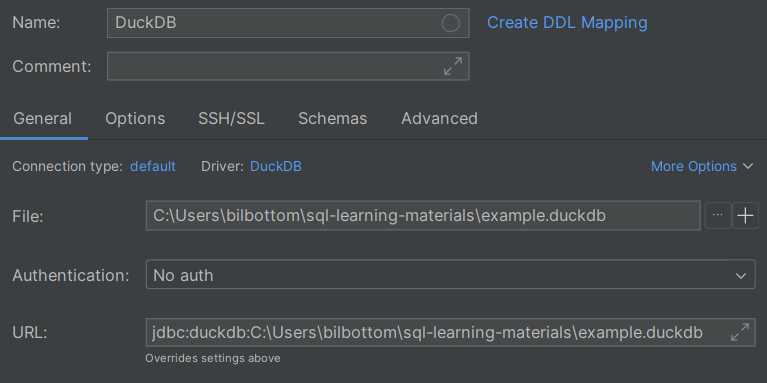 Name: DuckDB Create DDL Mapping
Comment:
General Options SSH/SSL Schemas Advanced
Connection type: default Driver: DuckDB More Options
File: C:\Users\bilbottom\sql-learning-materials\example.duckdb ...
Authentication: No auth
URL: jdbc:duckdb:C:\Users\bilbottom\sql-learning-materials\example.duckdb
Overrides settings above